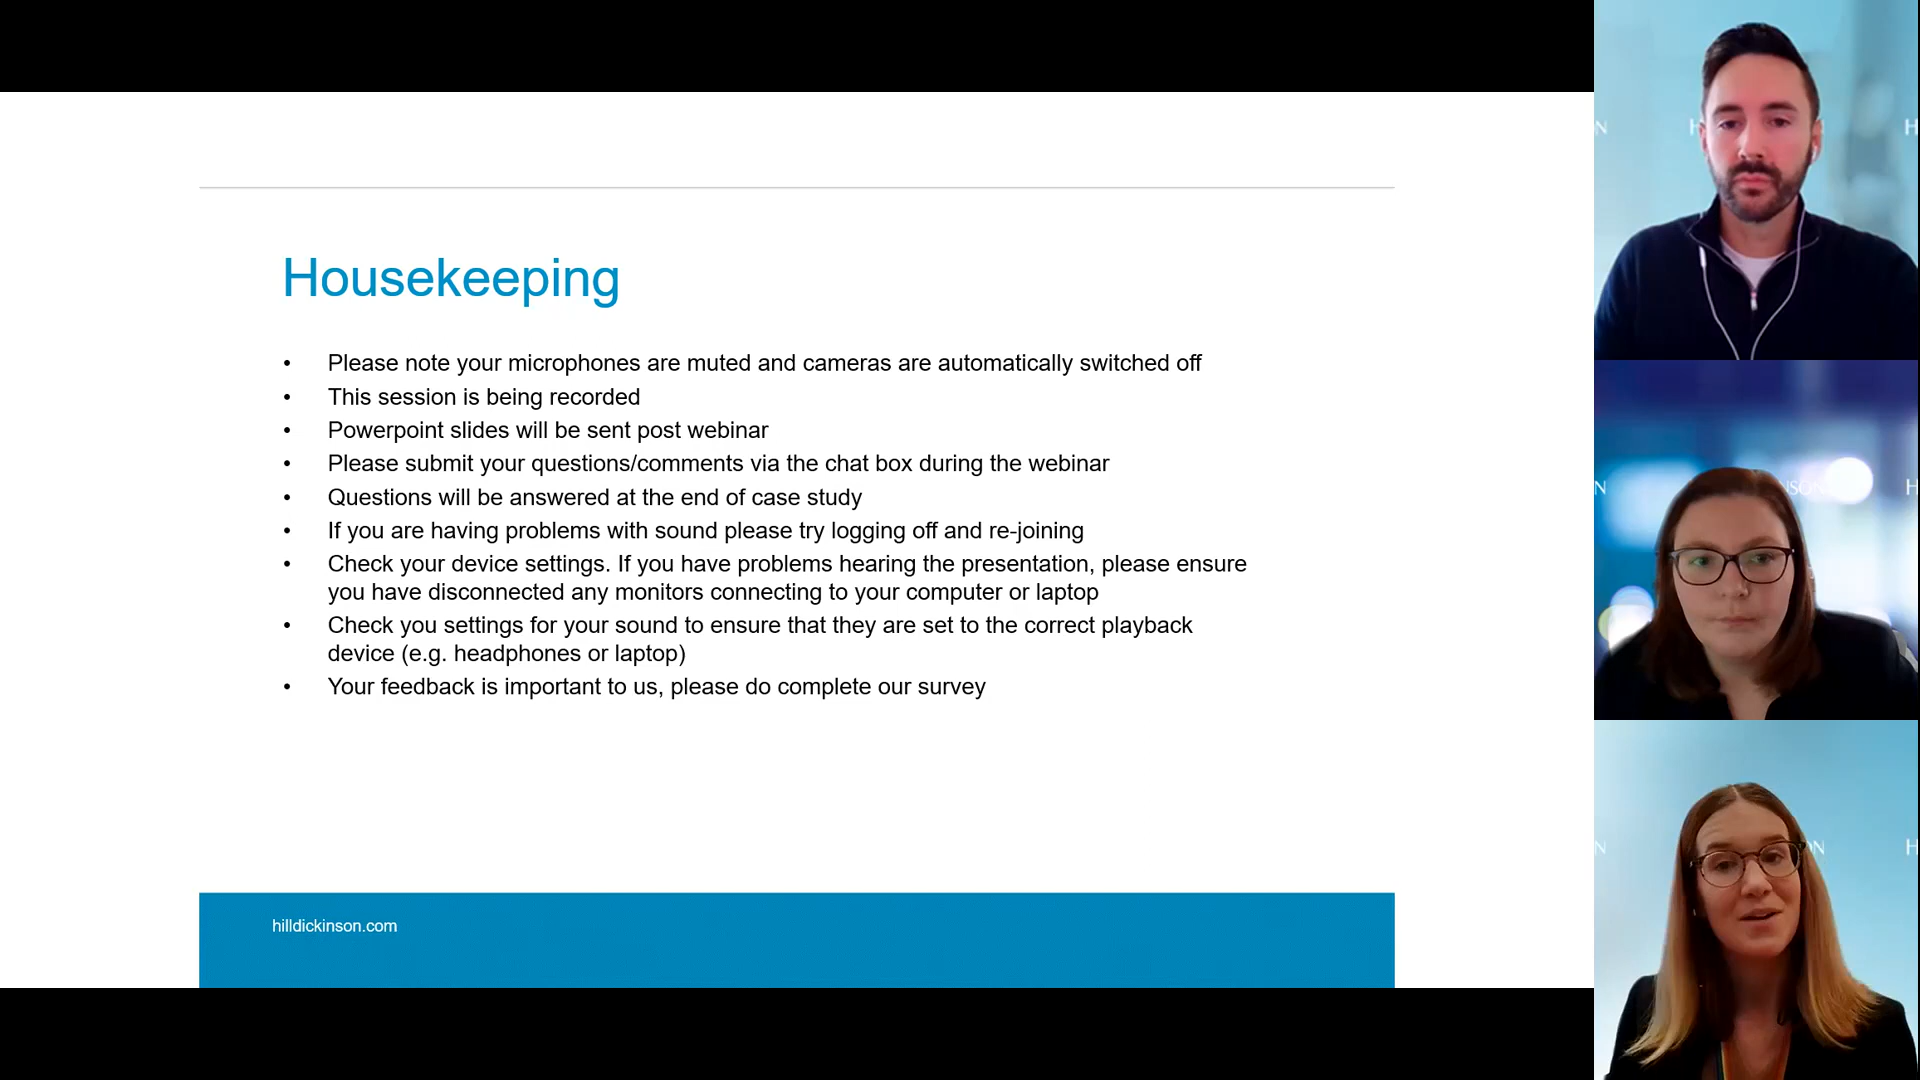 Housekeeping
• Please note your microphones are muted and cameras are automatically switched off
• This session is being recorded
• Powerpoint slides will be sent post webinar
• Please submit your questions/comments via the chat box during the webinar
• Questions will be answered at the end of case study
• If you are having problems with sound please try logging off and re-joining
• Check your device settings. If you have problems hearing the presentation, please ensure
you have disconnected any monitors connecting to your computer or laptop
• Check you settings for your sound to ensure that they are set to the correct playback
device (e.g. headphones or laptop)
• Your feedback is important to us, please do complete our survey
hilldickinson.com
N H H
N NSON H
N ON H